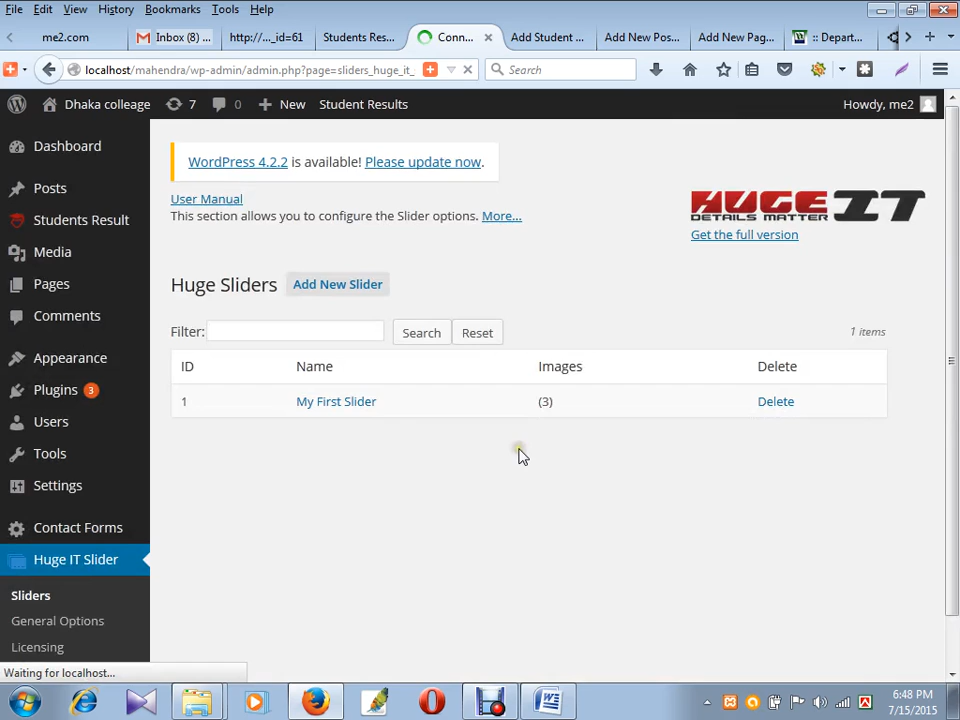 File Edit View History Bookmarks Tools Help
me2.com Inbox (8) ... http://..._id=61 Students Res... Conn... Add Student ... Add New Pos... Add New Pag... :: Depart...
localhost/mahendra/wp-admin/admin.php?page=sliders_huge_it_ Search
Dhaka colleage 7 0 New Student Results Howdy, me2
Dashboard
Posts
Students Result
Media
Pages
Comments
Appearance
Plugins 3
Users
Tools
Settings
Contact Forms
Huge IT Slider
Sliders
General Options
Licensing
WordPress 4.2.2 is available! Please update now.
User Manual
This section allows you to configure the Slider options. More...
HUGE IT
DETAILS MATTER
Get the full version
Huge Sliders Add New Slider
Filter: Search Reset 1 items
ID Name Images Delete
1 My First Slider (3) Delete
Waiting for localhost...
6:48 PM
7/15/2015